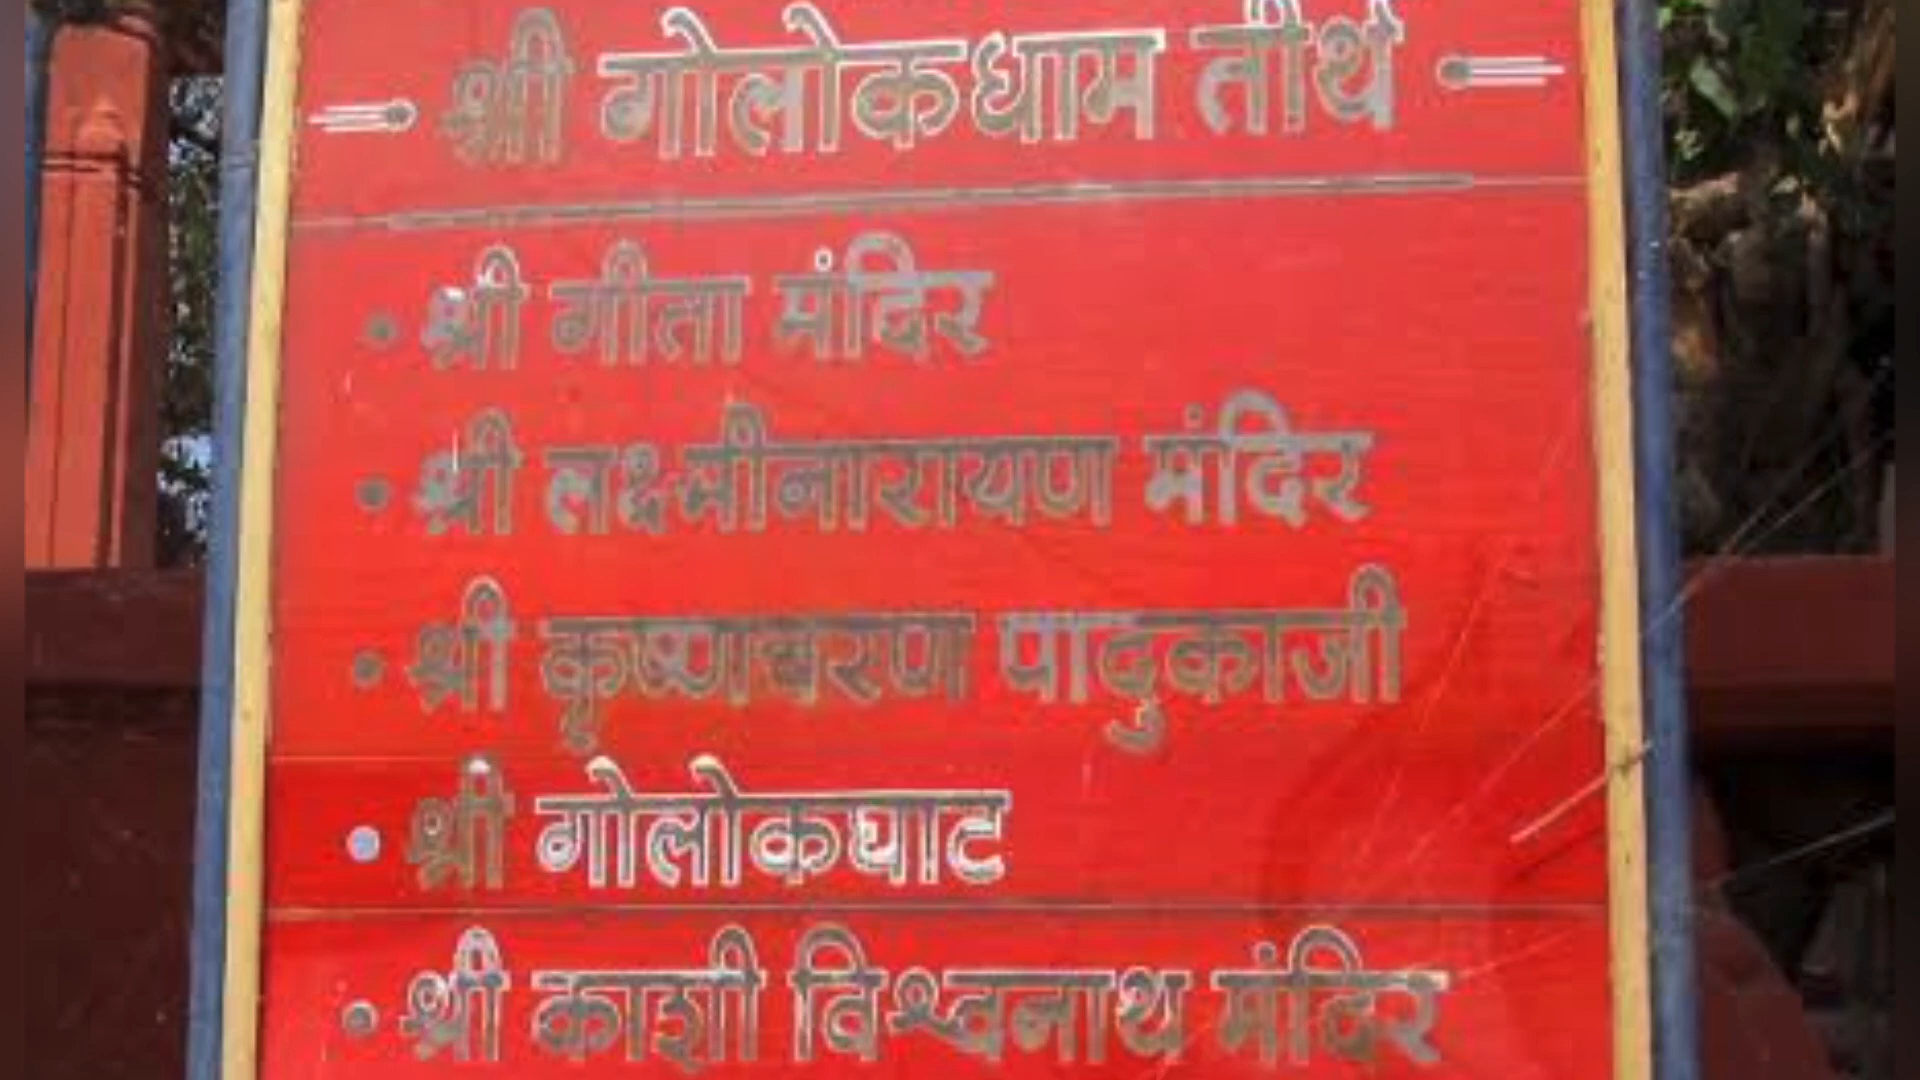 श्री गोलोकधाम तीर्थ
• श्री गीता मंदिर
• श्री लक्ष्मीनारायण मंदिर
• श्री कृष्णचरण पादुकाजी
• श्री गोलोकघाट
• श्री काशी विश्वनाथ मंदिर